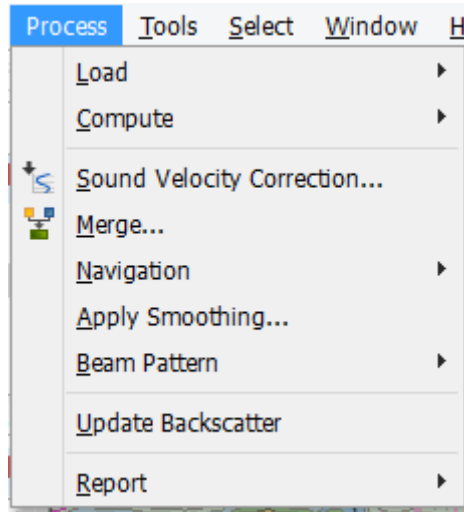 Process Tools Select Window H
Load
Compute
Sound Velocity Correction...
Merge...
Navigation
Apply Smoothing...
Beam Pattern
Update Backscatter
Report